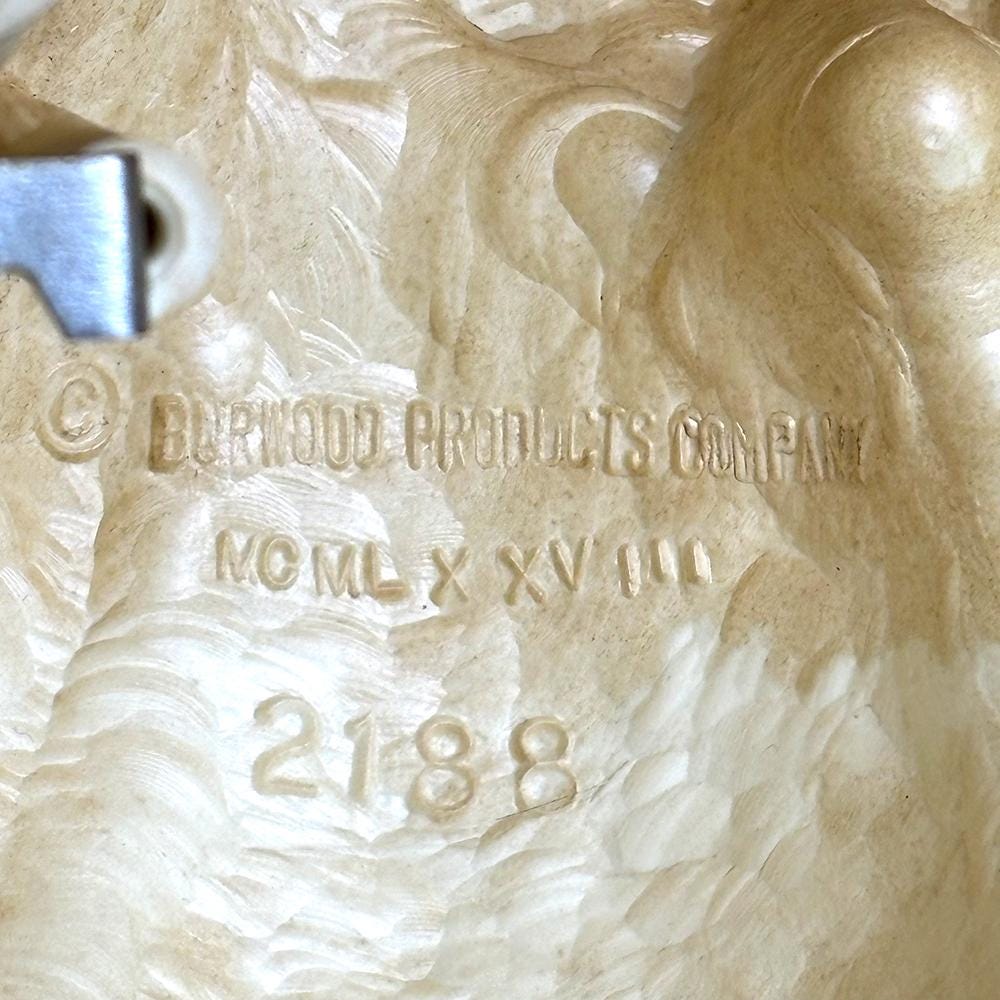 © BURWOOD PRODUCTS COMPANY
MCMLXXVIII
2188